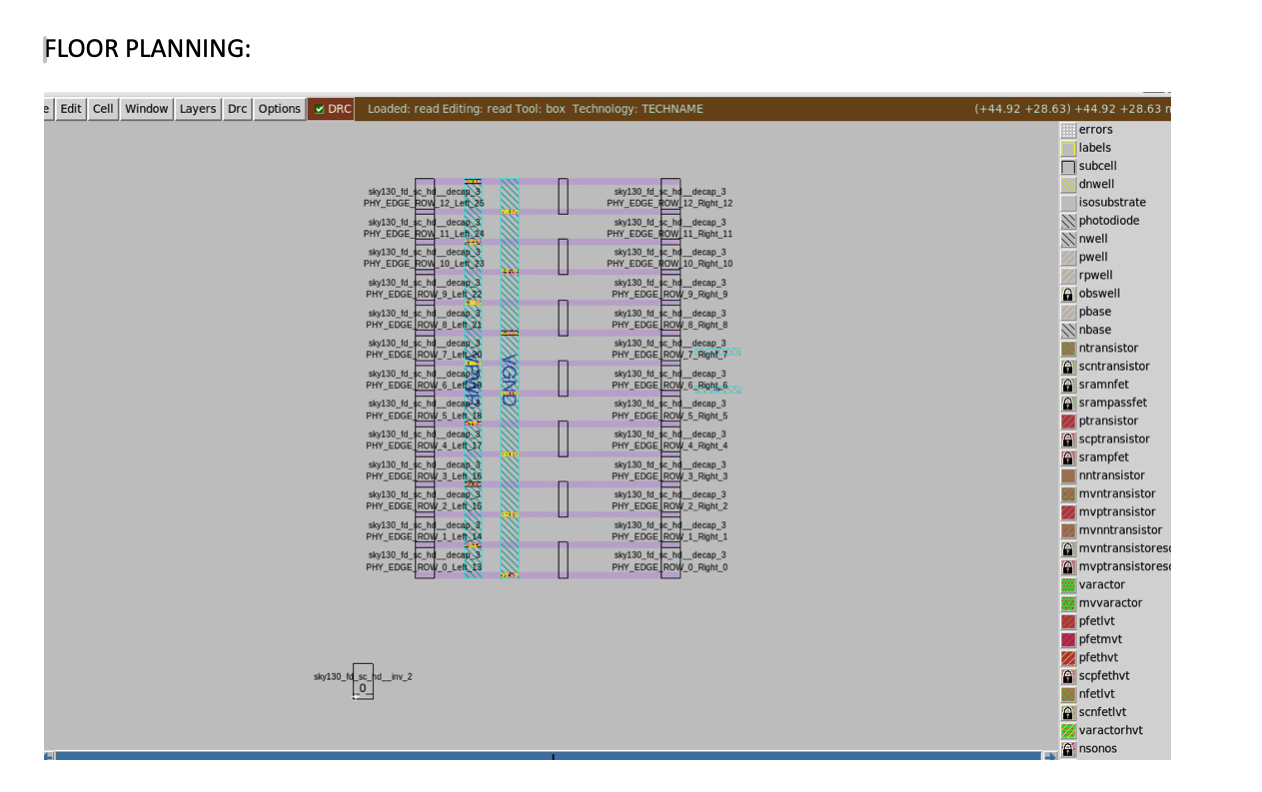 FLOOR PLANNING:
e Edit Cell Window Layers Drc Options DRC Loaded: read Editing: read Tool: box Technology: TECHNAME (+44.92 +28.63) +44.92 +28.63
errors
labels
subcell
dnwell
isosubstrate
photodiode
nwell
pwell
rpwell
obswell
pbase
nbase
ntransistor
scntransistor
sramnfet
srampassfet
ptransistor
scptransistor
srampfet
nntransistor
mvntransistor
mvptransistor
mvnntransistor
mvntransistoresd
mvptransistoresd
varactor
mvvaractor
pfetlvt
pfetmvt
pfethvt
scpfethvt
nfetlvt
scnfetlvt
varactorhvt
nsonos
sky130_fd_sc_hd__decap_3 sky130_fd_sc_hd__decap_3
PHY_EDGE_ROW_12_Left_25 PHY_EDGE_ROW_12_Right_12
sky130_fd_sc_hd__decap_3 sky130_fd_sc_hd__decap_3
PHY_EDGE_ROW_11_Left_24 PHY_EDGE_ROW_11_Right_11
sky130_fd_sc_hd__decap_3 sky130_fd_sc_hd__decap_3
PHY_EDGE_ROW_10_Left_23 PHY_EDGE_ROW_10_Right_10
sky130_fd_sc_hd__decap_3 sky130_fd_sc_hd__decap_3
PHY_EDGE_ROW_9_Left_22 PHY_EDGE_ROW_9_Right_9
sky130_fd_sc_hd__decap_3 sky130_fd_sc_hd__decap_3
PHY_EDGE_ROW_8_Left_21 PHY_EDGE_ROW_8_Right_8
sky130_fd_sc_hd__decap_3 sky130_fd_sc_hd__decap_3
PHY_EDGE_ROW_7_Left_20 PHY_EDGE_ROW_7_Right_7
sky130_fd_sc_hd__decap_3 sky130_fd_sc_hd__decap_3
PHY_EDGE_ROW_6_Left_19 PHY_EDGE_ROW_6_Right_6
sky130_fd_sc_hd__decap_3 sky130_fd_sc_hd__decap_3
PHY_EDGE_ROW_5_Left_18 PHY_EDGE_ROW_5_Right_5
sky130_fd_sc_hd__decap_3 sky130_fd_sc_hd__decap_3
PHY_EDGE_ROW_4_Left_17 PHY_EDGE_ROW_4_Right_4
sky130_fd_sc_hd__decap_3 sky130_fd_sc_hd__decap_3
PHY_EDGE_ROW_3_Left_16 PHY_EDGE_ROW_3_Right_3
sky130_fd_sc_hd__decap_3 sky130_fd_sc_hd__decap_3
PHY_EDGE_ROW_2_Left_15 PHY_EDGE_ROW_2_Right_2
sky130_fd_sc_hd__decap_3 sky130_fd_sc_hd__decap_3
PHY_EDGE_ROW_1_Left_14 PHY_EDGE_ROW_1_Right_1
sky130_fd_sc_hd__decap_3 sky130_fd_sc_hd__decap_3
PHY_EDGE_ROW_0_Left_13 PHY_EDGE_ROW_0_Right_0
VPWR
VGND
sky130_fd_sc_hd__inv_2
_0_